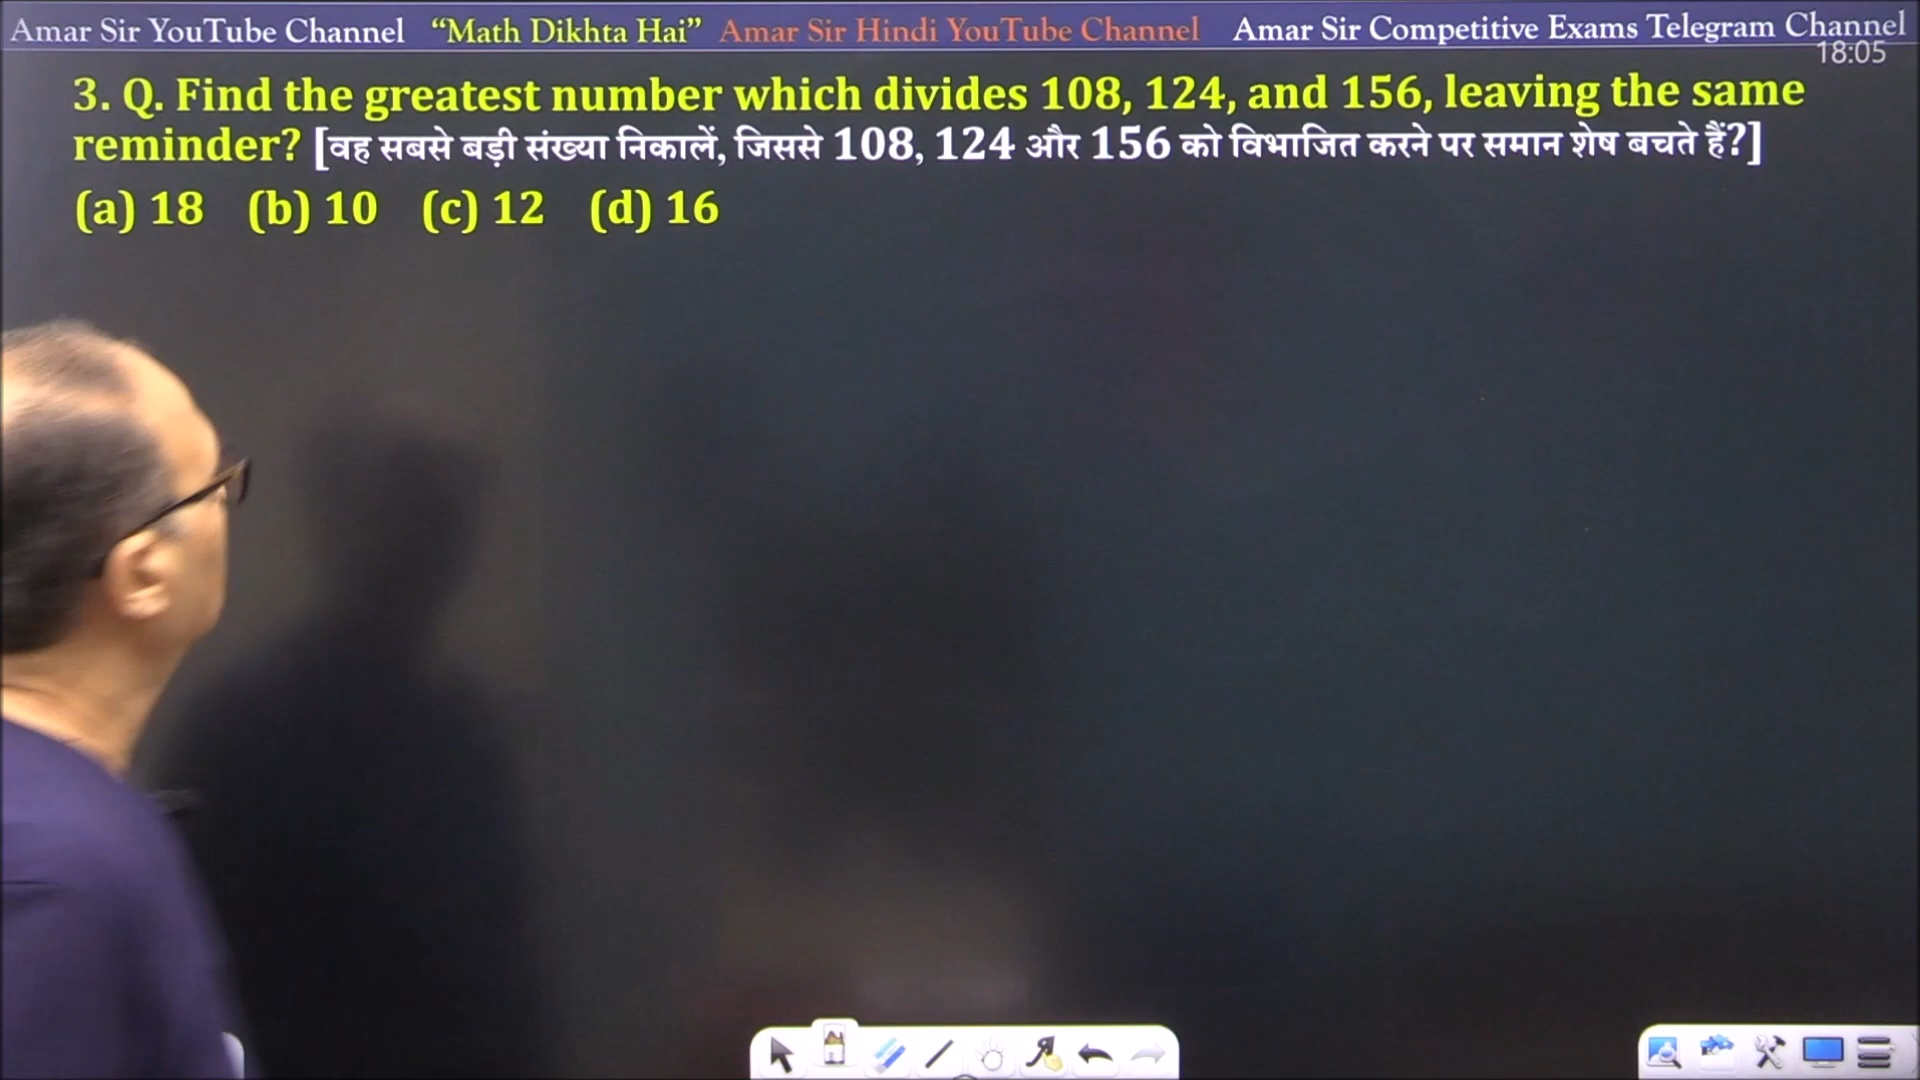 Amar Sir YouTube Channel “Math Dikhta Hai” Amar Sir Hindi YouTube Channel Amar Sir Competitive Exams Telegram Channel
18:05
3. Q. Find the greatest number which divides 108, 124, and 156, leaving the same
reminder? [वह सबसे बड़ी संख्या निकालें, जिससे 108, 124 और 156 को विभाजित करने पर समान शेष बचते हैं?]
(a) 18 (b) 10 (c) 12 (d) 16